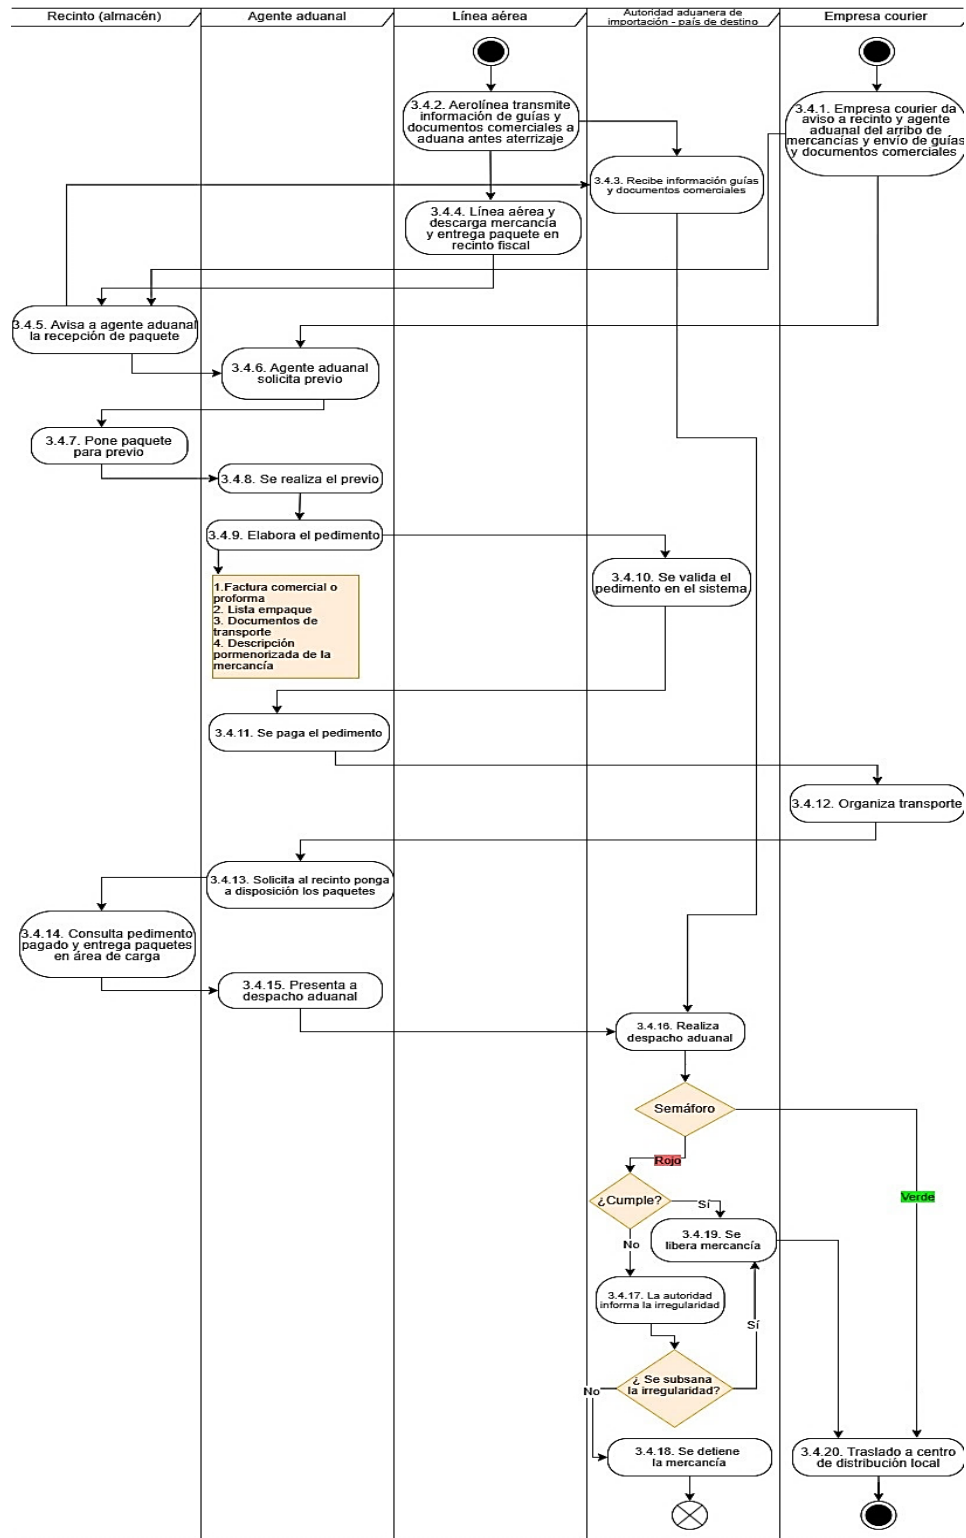 Recinto (almacén)
Agente aduanal
Línea aérea
Autoridad aduanera de
importación - país de destino
Empresa courier
3.4.2. Aerolínea transmite
información de guías y
documentos comerciales a
aduana antes aterrizaje
3.4.1. Empresa courier da
aviso a recinto y agente
aduanal del arribo de
mercancías y envío de guías
y documentos comerciales
3.4.3. Recibe información guías
y documentos comerciales
3.4.4. Línea aérea y
descarga mercancía
y entrega paquete en
recinto fiscal
3.4.5. Avisa a agente aduanal
la recepción de paquete
3.4.6. Agente aduanal
solicita previo
3.4.7. Pone paquete
para previo
3.4.8. Se realiza el previo
3.4.9. Elabora el pedimento
3.4.10. Se valida el
pedimento en el sistema
1.Factura comercial o
proforma
2. Lista empaque
3. Documentos de
transporte
4. Descripción
pormenorizada de la
mercancía
3.4.11. Se paga el pedimento
3.4.12. Organiza transporte
3.4.13. Solicita al recinto ponga
a disposición los paquetes
3.4.14. Consulta pedimento
pagado y entrega paquetes
en área de carga
3.4.15. Presenta a
despacho aduanal
3.4.16. Realiza
despacho aduanal
Semáforo
Rojo
Verde
¿Cumple?
Sí
No
3.4.19. Se
libera mercancía
3.4.17. La autoridad
informa la irregularidad
Sí
¿ Se subsana
la irregularidad?
No
3.4.18. Se detiene
la mercancía
3.4.20. Traslado a centro
de distribución local